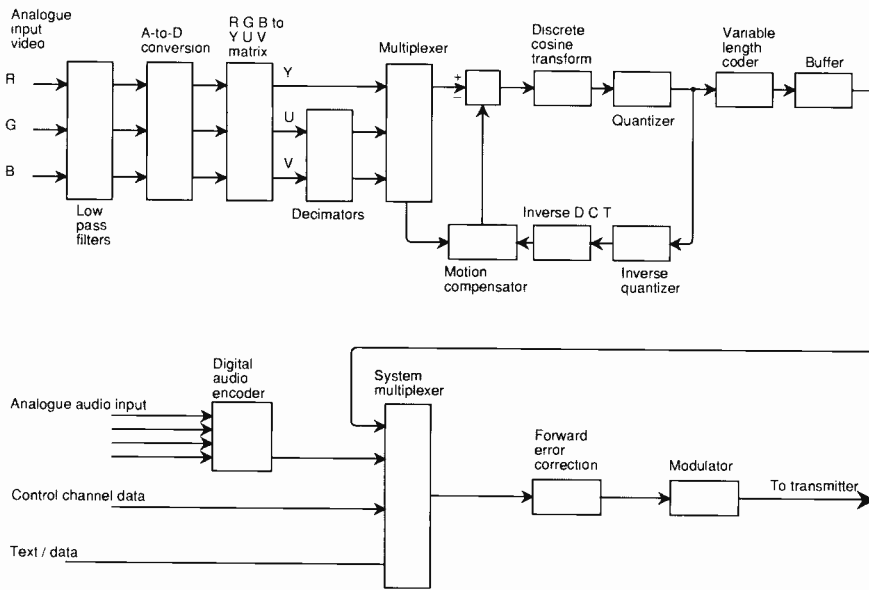 Analogue
input
video
A-to-D
conversion
R G B to
Y U V
matrix
Multiplexer
Discrete
cosine
transform
Variable
length
coder
Buffer
R
G
B
Y
U
V
+
−
Quantizer
Low
pass
filters
Decimators
Inverse D C T
Motion
compensator
Inverse
quantizer
Digital
audio
encoder
System
multiplexer
Analogue audio input
Forward
error
correction
Modulator
To transmitter
Control channel data
Text / data